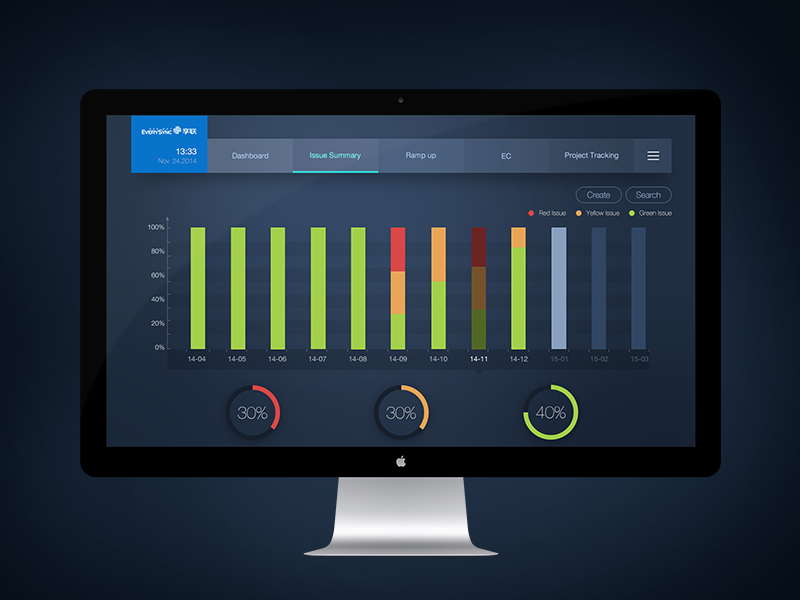 EVERYSYNC 享联
13:33
Nov. 24,2014
Dashboard
Issue Summary
Ramp up
EC
Project Tracking
Create
Search
Red Issue
Yellow Issue
Green Issue
100%
80%
60%
40%
20%
0%
14-04 14-05 14-06 14-07 14-08 14-09 14-10 14-11 14-12 15-01 15-02 15-03
30%
30%
40%